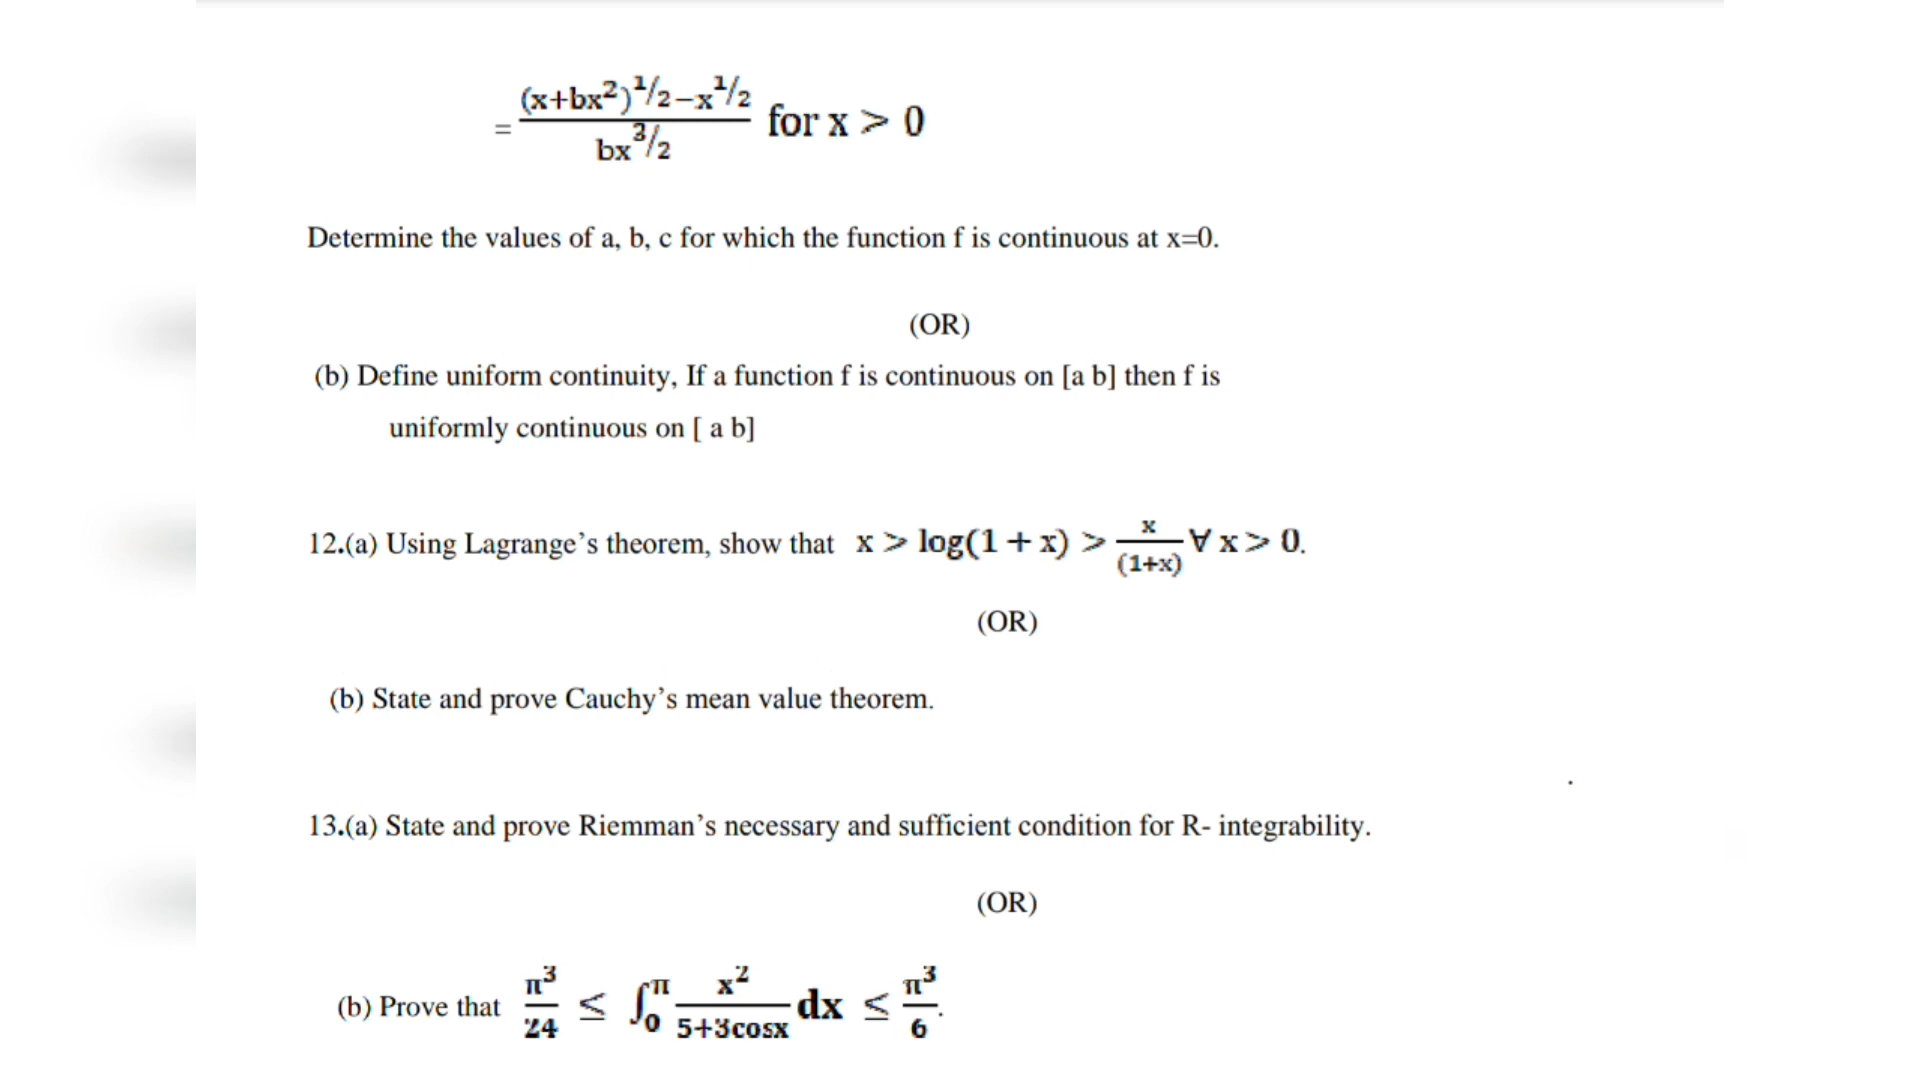 = (x+bx²)^1/2−x^1/2 / bx^3/2 for x > 0
Determine the values of a, b, c for which the function f is continuous at x=0.
(OR)
(b) Define uniform continuity, If a function f is continuous on [a b] then f is
uniformly continuous on [ a b]
12.(a) Using Lagrange’s theorem, show that x > log(1 + x) > x/(1+x) ∀ x > 0.
(OR)
(b) State and prove Cauchy’s mean value theorem.
13.(a) State and prove Riemman’s necessary and sufficient condition for R- integrability.
(OR)
(b) Prove that π³/24 ≤ ∫₀^π x²/5+3cosx dx ≤ π³/6.